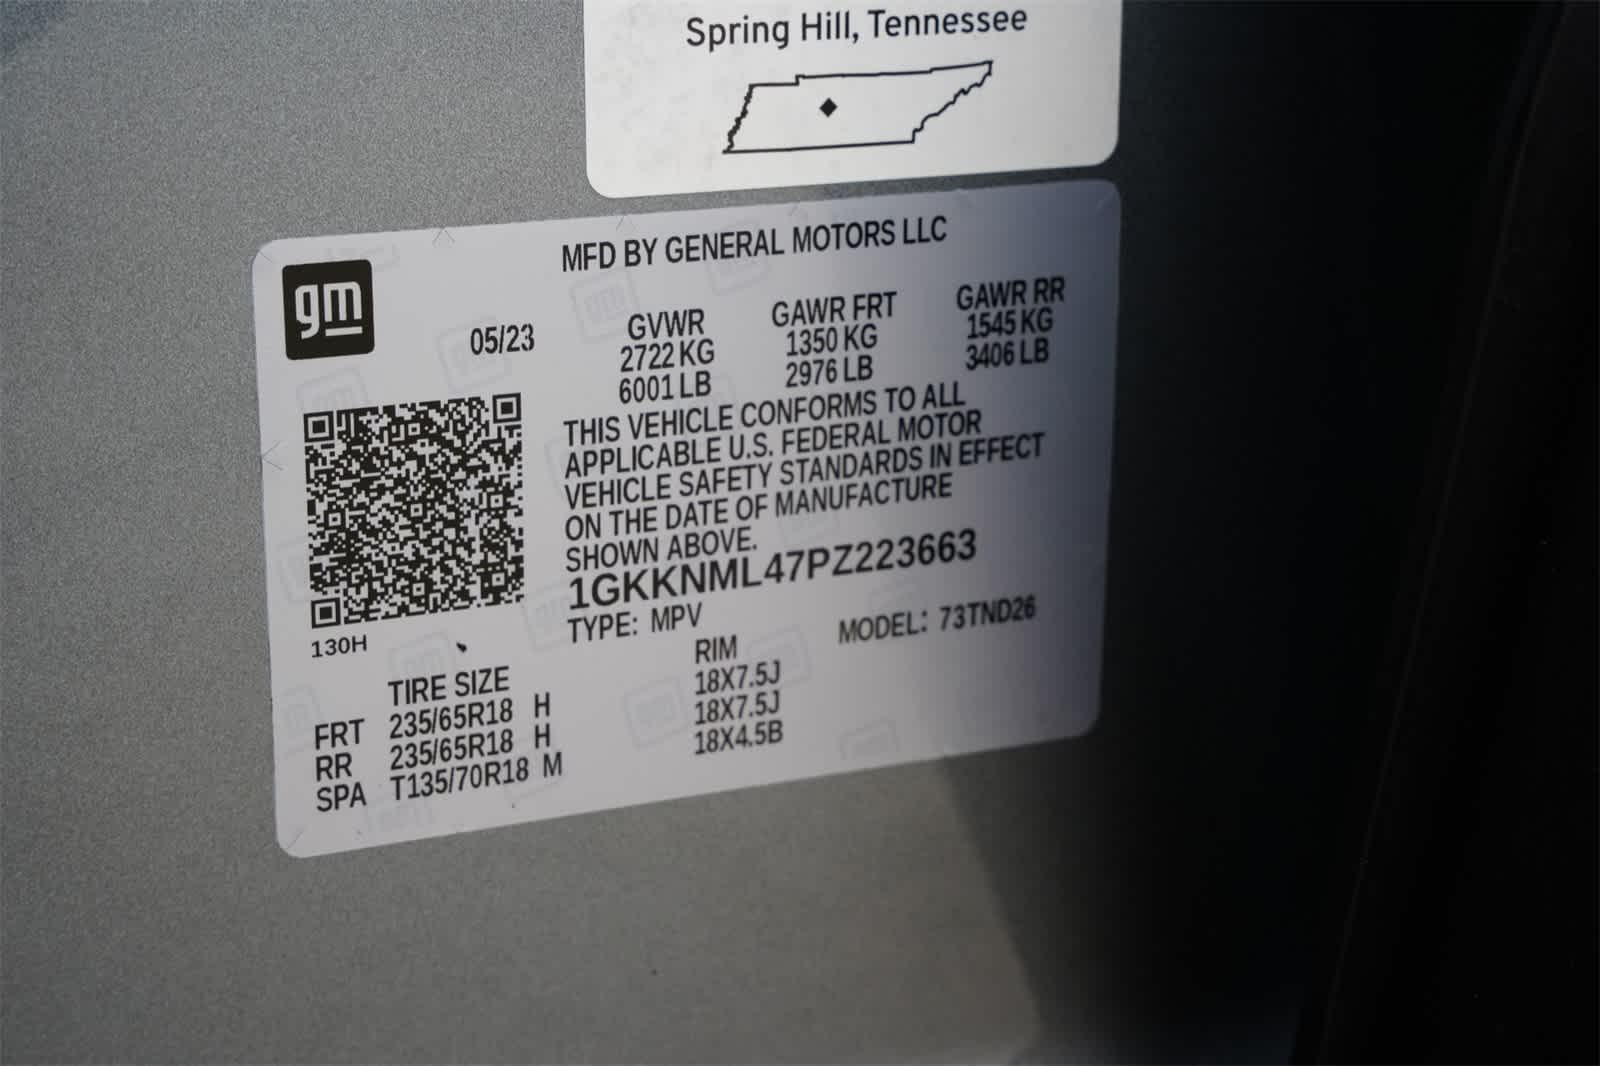 Spring Hill, Tennessee
gm
MFD BY GENERAL MOTORS LLC
05/23
GVWR
2722 KG
6001 LB
GAWR FRT
1350 KG
2976 LB
GAWR RR
1545 KG
3406 LB
THIS VEHICLE CONFORMS TO ALL
APPLICABLE U.S. FEDERAL MOTOR
VEHICLE SAFETY STANDARDS IN EFFECT
ON THE DATE OF MANUFACTURE
SHOWN ABOVE.
1GKKNML47PZ223663
TYPE: MPV
MODEL: 73TND26
130H
TIRE SIZE RIM
FRT 235/65R18 H 18X7.5J
RR 235/65R18 H 18X7.5J
SPA T135/70R18 M 18X4.5B